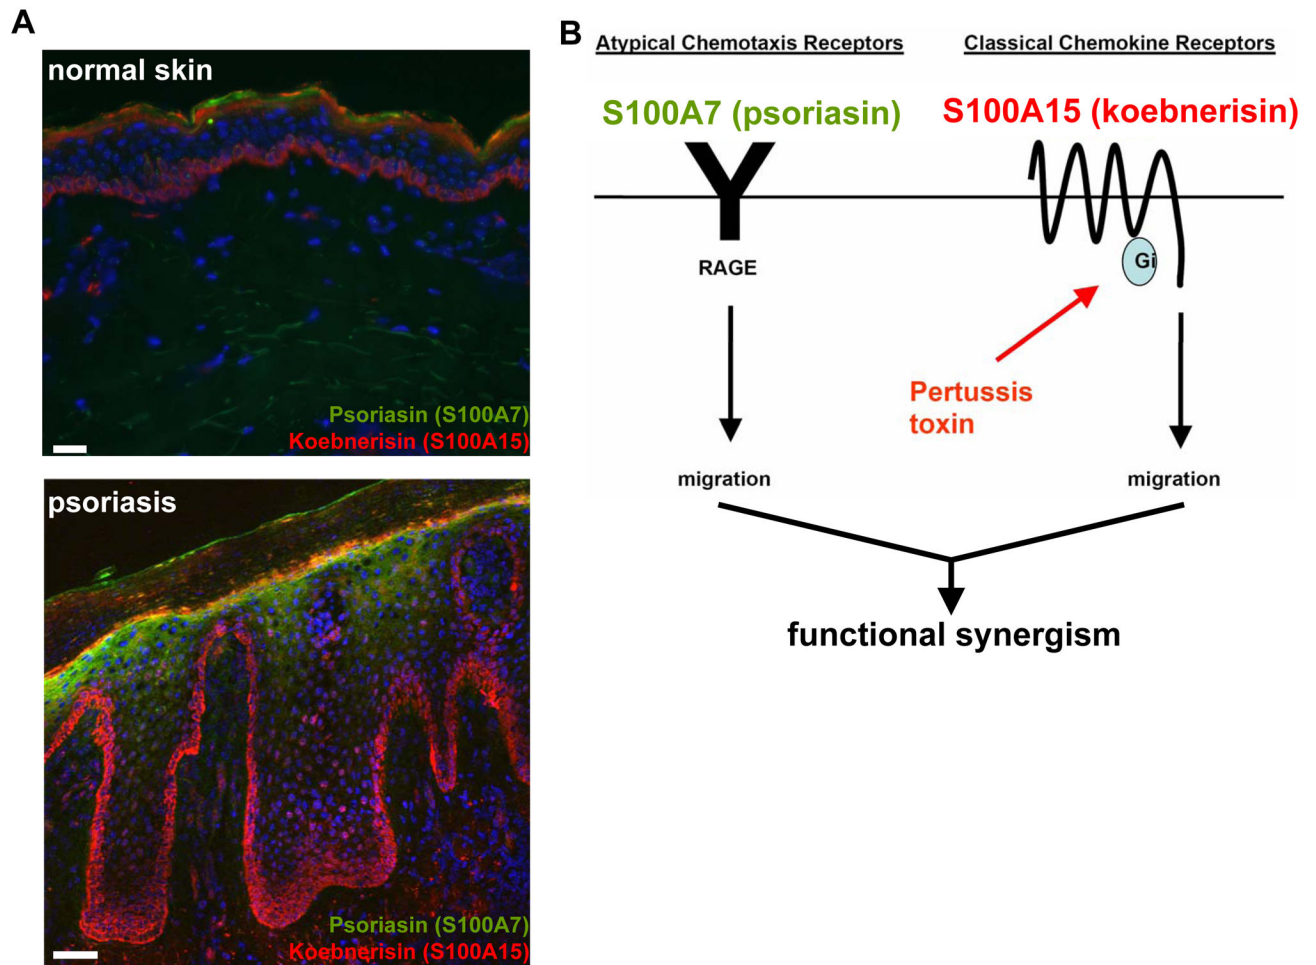 A
normal skin
Psoriasin (S100A7)
Koebnerisin (S100A15)
psoriasis
Psoriasin (S100A7)
Koebnerisin (S100A15)
B
Atypical Chemotaxis Receptors
Classical Chemokine Receptors
S100A7 (psoriasin)
S100A15 (koebnerisin)
RAGE
Gi
Pertussis
toxin
migration
migration
functional synergism